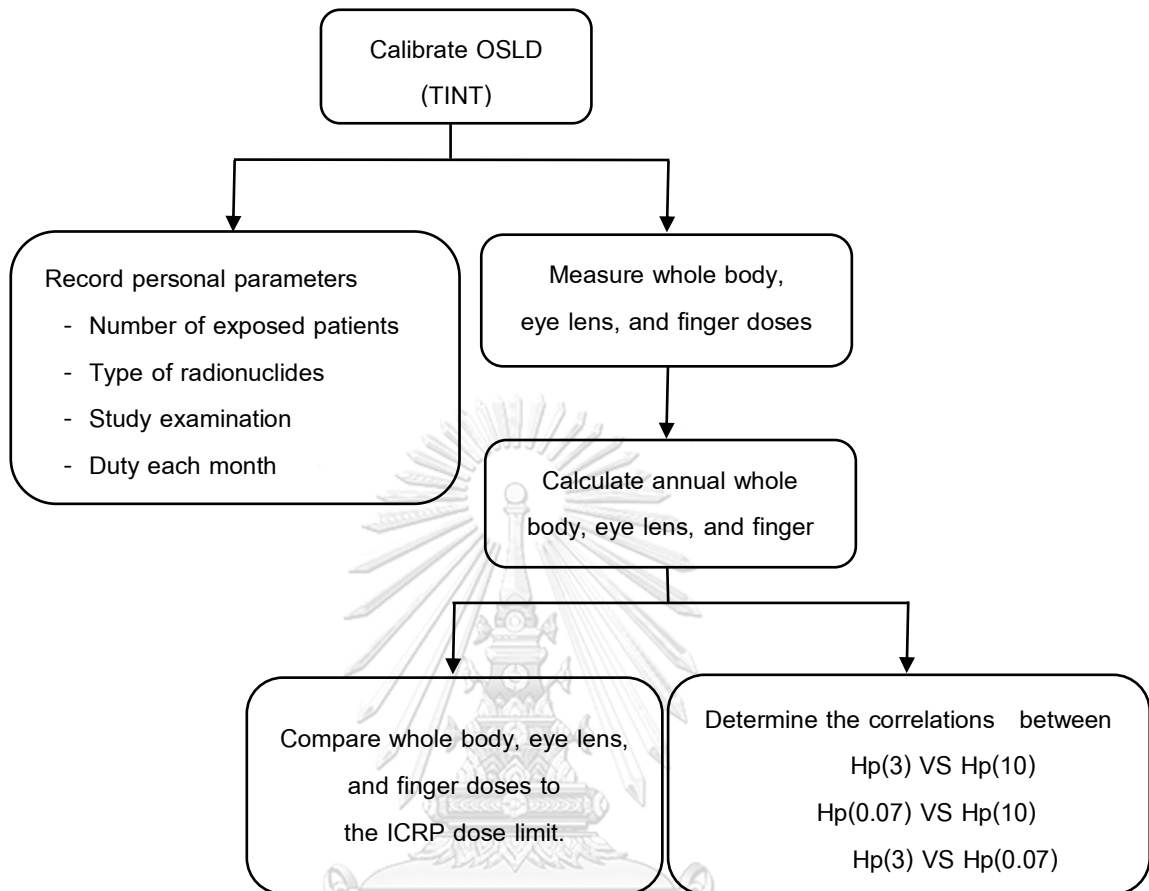 Calibrate OSLD
(TINT)
Record personal parameters
- Number of exposed patients
- Type of radionuclides
- Study examination
- Duty each month
Measure whole body,
eye lens, and finger doses
Calculate annual whole
body, eye lens, and finger
Compare whole body, eye lens,
and finger doses to
the ICRP dose limit.
Determine the correlations between
Hp(3) VS Hp(10)
Hp(0.07) VS Hp(10)
Hp(3) VS Hp(0.07)